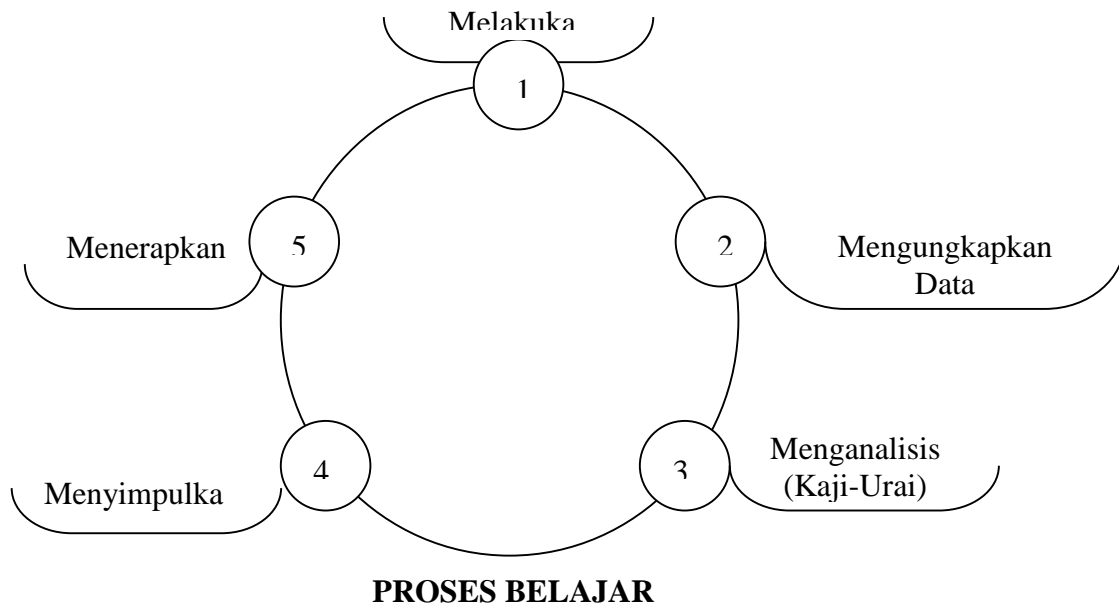 Melakuka
1
2
Mengungkapkan
Data
3
Menganalisis
(Kaji-Urai)
4
Menyimpulka
5
Menerapkan
PROSES BELAJAR